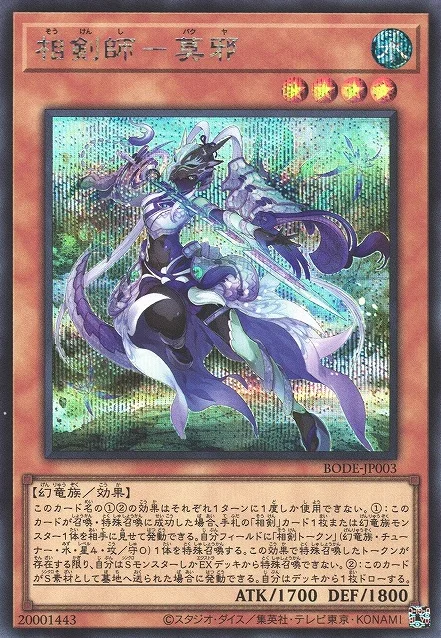 そう けん し バク ヤ
相剣師－莫邪
水
BODE-JP003
【幻竜族／効果】
このカード名の①②の効果はそれぞれ1ターンに1度しか使用できない。①：こ
のカードが召喚・特殊召喚に成功した場合、手札の「相剣」カード1枚または幻竜族モン
スター1体を相手に見せて発動できる。自分フィールドに「相剣トークン」（幻竜族・チュー
ナー・水・星4・攻／守0）1体を特殊召喚する。この効果で特殊召喚したトークンが
存在する限り、自分はSモンスターしかEXデッキから特殊召喚できない。②：このカー
ドがS素材として墓地へ送られた場合に発動できる。自分はデッキから1枚ドローする。
ATK/1700 DEF/1800
20001443
©スタジオ・ダイス／集英社・テレビ東京・KONAMI